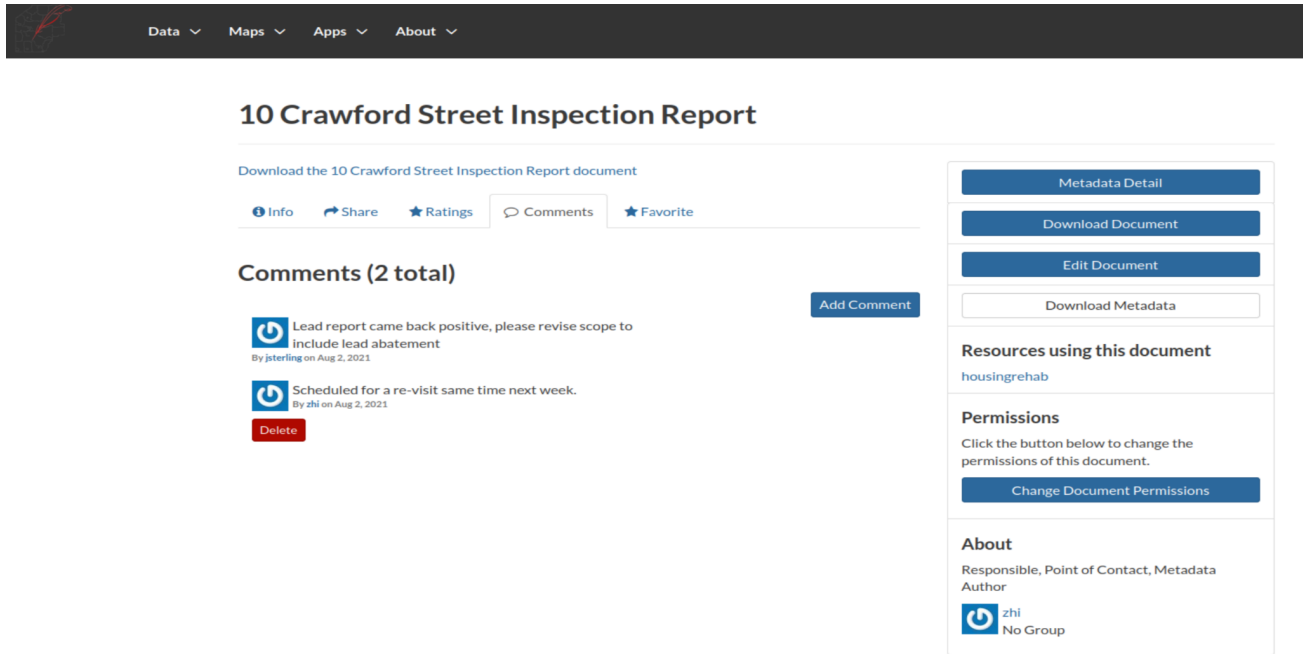 Data
Maps
Apps
About
10 Crawford Street Inspection Report
Download the 10 Crawford Street Inspection Report document
Info
Share
Ratings
Comments
Favorite
Comments (2 total)
Add Comment
Lead report came back positive, please revise scope to
include lead abatement
By jsterling on Aug 2, 2021
Scheduled for a re-visit same time next week.
By zhi on Aug 2, 2021
Delete
Metadata Detail
Download Document
Edit Document
Download Metadata
Resources using this document
housingrehab
Permissions
Click the button below to change the
permissions of this document.
Change Document Permissions
About
Responsible, Point of Contact, Metadata
Author
zhi
No Group